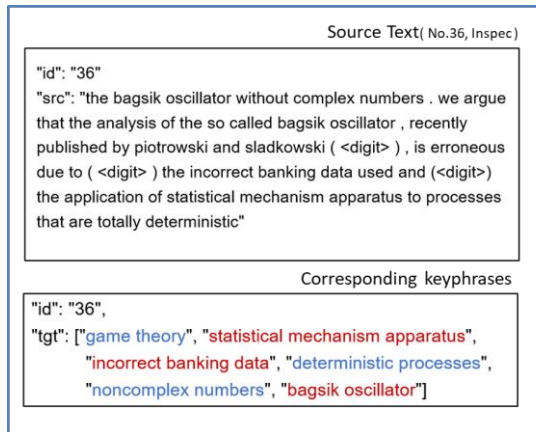 Source Text( No.36, Inspec)
"id": "36"
"src": "the bagsik oscillator without complex numbers . we argue
that the analysis of the so called bagsik oscillator , recently
published by piotrowski and sladkowski ( <digit> ) , is erroneous
due to ( <digit> ) the incorrect banking data used and (<digit>)
the application of statistical mechanism apparatus to processes
that are totally deterministic"
Corresponding keyphrases
"id": "36",
"tgt": ["game theory", "statistical mechanism apparatus",
"incorrect banking data", "deterministic processes",
"noncomplex numbers", "bagsik oscillator"]